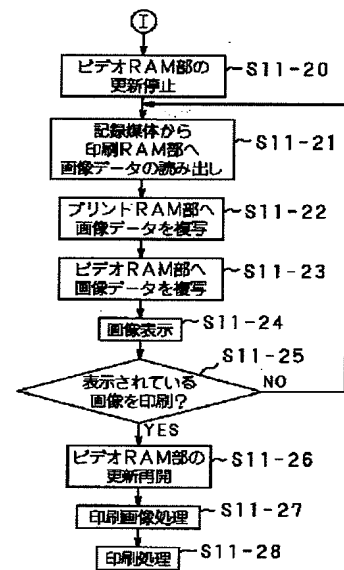 I
ビデオRAM部の
更新停止
S11-20
記録媒体から
印刷RAM部へ
画像データの読み出し
S11-21
プリンドRAM部へ
画像データを複写
S11-22
ビデオRAM部へ
画像データを複写
S11-23
画像表示
S11-24
表示されている
画像を印刷?
S11-25
NO
YES
ビデオRAM部の
更新再開
S11-26
印刷画像処理
S11-27
印刷処理
S11-28